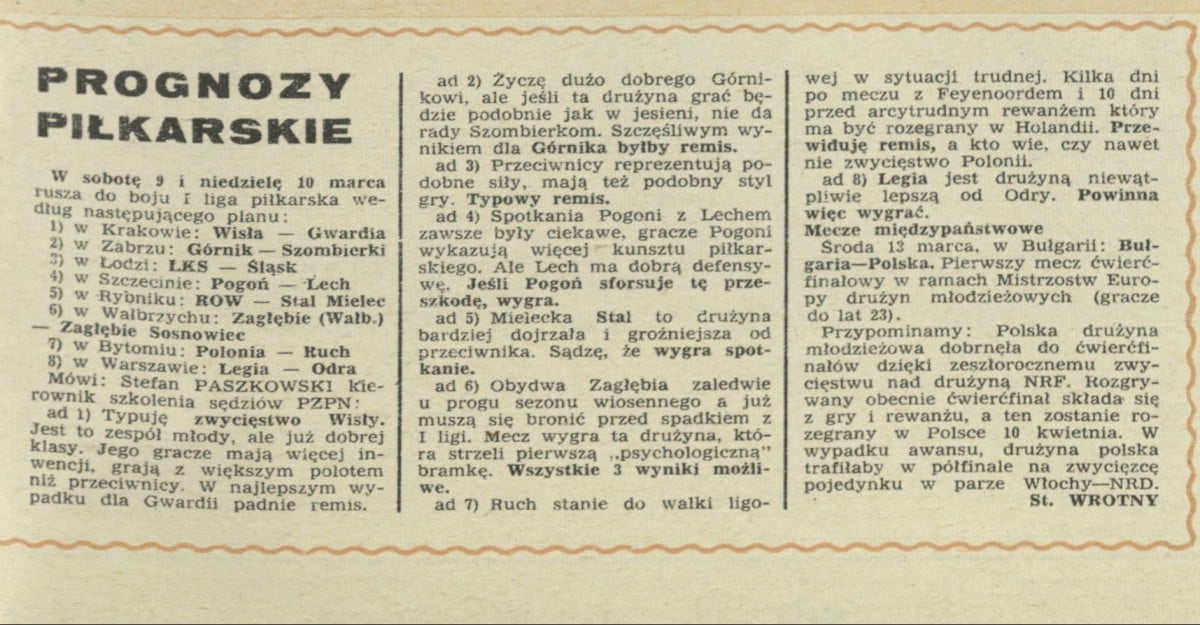 PROGNOZY
PIŁKARSKIE
W sobotę 9 i niedzielę 10 marca
rusza do boju I liga piłkarska we-
dług następującego planu:
1) w Krakowie: Wisła — Gwardia
2) w Zabrzu: Górnik — Szombierki
3) w Łodzi: ŁKS — Śląsk
4) w Szczecinie: Pogoń — Lech
5) w Rybniku: ROW — Stal Mielec
6) w Wałbrzychu: Zagłębie (Wałb.)
— Zagłębie Sosnowiec
7) w Bytomiu: Polonia — Ruch
8) w Warszawie: Legia — Odra
Mówi: Stefan PASZKOWSKI kie-
rownik szkolenia sędziów PZPN:
ad 1) Typuję zwycięstwo Wisły.
Jest to zespół młody, ale już dobrej
klasy. Jego gracze mają więcej in-
wencji, grają z większym polotem
niż przeciwnicy. W najlepszym wy-
padku dla Gwardii padnie remis.
ad 2) Życzę dużo dobrego Górni-
kowi, ale jeśli ta drużyna grać bę-
dzie podobnie jak w jesieni, nie da
rady Szombierkom. Szczęśliwym wy-
nikiem dla Górnika byłby remis.
ad 3) Przeciwnicy reprezentują po-
dobne siły, mają też podobny styl
gry. Typowy remis.
ad 4) Spotkania Pogoni z Lechem
zawsze były ciekawe, gracze Pogoni
wykazują więcej kunsztu piłkar-
skiego. Ale Lech ma dobrą defensy-
wę. Jeśli Pogoń sforsuje tę prze-
szkodę, wygra.
ad 5) Mielecka Stal to drużyna
bardziej dojrzała i groźniejsza od
przeciwnika. Sądzę, że wygra spot-
kanie.
ad 6) Obydwa Zagłębia zaledwie
u progu sezonu wiosennego a już
muszą się bronić przed spadkiem z
I ligi. Mecz wygra ta drużyna, któ-
ra strzeli pierwszą „psychologiczną”
bramkę. Wszystkie 3 wyniki możli-
we.
ad 7) Ruch stanie do walki ligo-
wej w sytuacji trudnej. Kilka dni
po meczu z Feyenoordem i 10 dni
przed arcytrudnym rewanżem który
ma być rozegrany w Holandii. Prze-
widuję remis, a kto wie, czy nawet
nie zwycięstwo Polonii.
ad 8) Legia jest drużyną niewąt-
pliwie lepszą od Odry. Powinna
więc wygrać.
Mecze międzypaństwowe
Środa 13 marca, w Bułgarii: Buł-
garia—Polska. Pierwszy mecz ćwierć-
finałowy w ramach Mistrzostw Euro-
py drużyn młodzieżowych (gracze
do lat 23).
Przypominamy: Polska drużyna
młodzieżowa dobrnęła do ćwierćfi-
nałów dzięki zeszłorocznemu zwy-
cięstwu nad drużyną NRF. Rozgry-
wany obecnie ćwierćfinał składa się
z gry i rewanżu, a ten zostanie ro-
zegrany w Polsce 10 kwietnia. W
wypadku awansu, drużyna polska
trafiłaby w półfinale na zwycięzcę
pojedynku w parze Włochy—NRD.
St. WROTNY